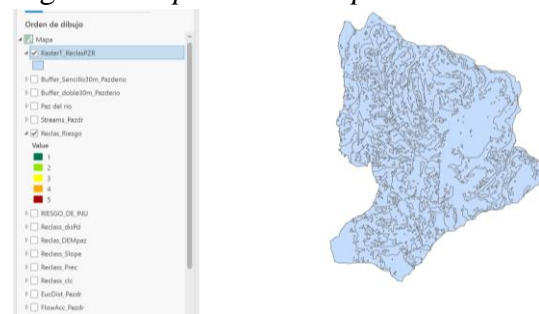 Orden de dibujo
Mapa
RasterT_ReclasPZR
Buffer_Sencillo30m_Pazderio
Buffer_doble30m_Pazderio
Paz del rio
Streams_Pazdr
Reclas_Riesgo
Value
1
2
3
4
5
RIESGO_DE_INU
Reclass_disRd
Reclas_DEMpaz
Reclass_Slope
Reclass_Prec
Reclass_clc
EucDist_Pazdr
FlowAcc_Pazdr